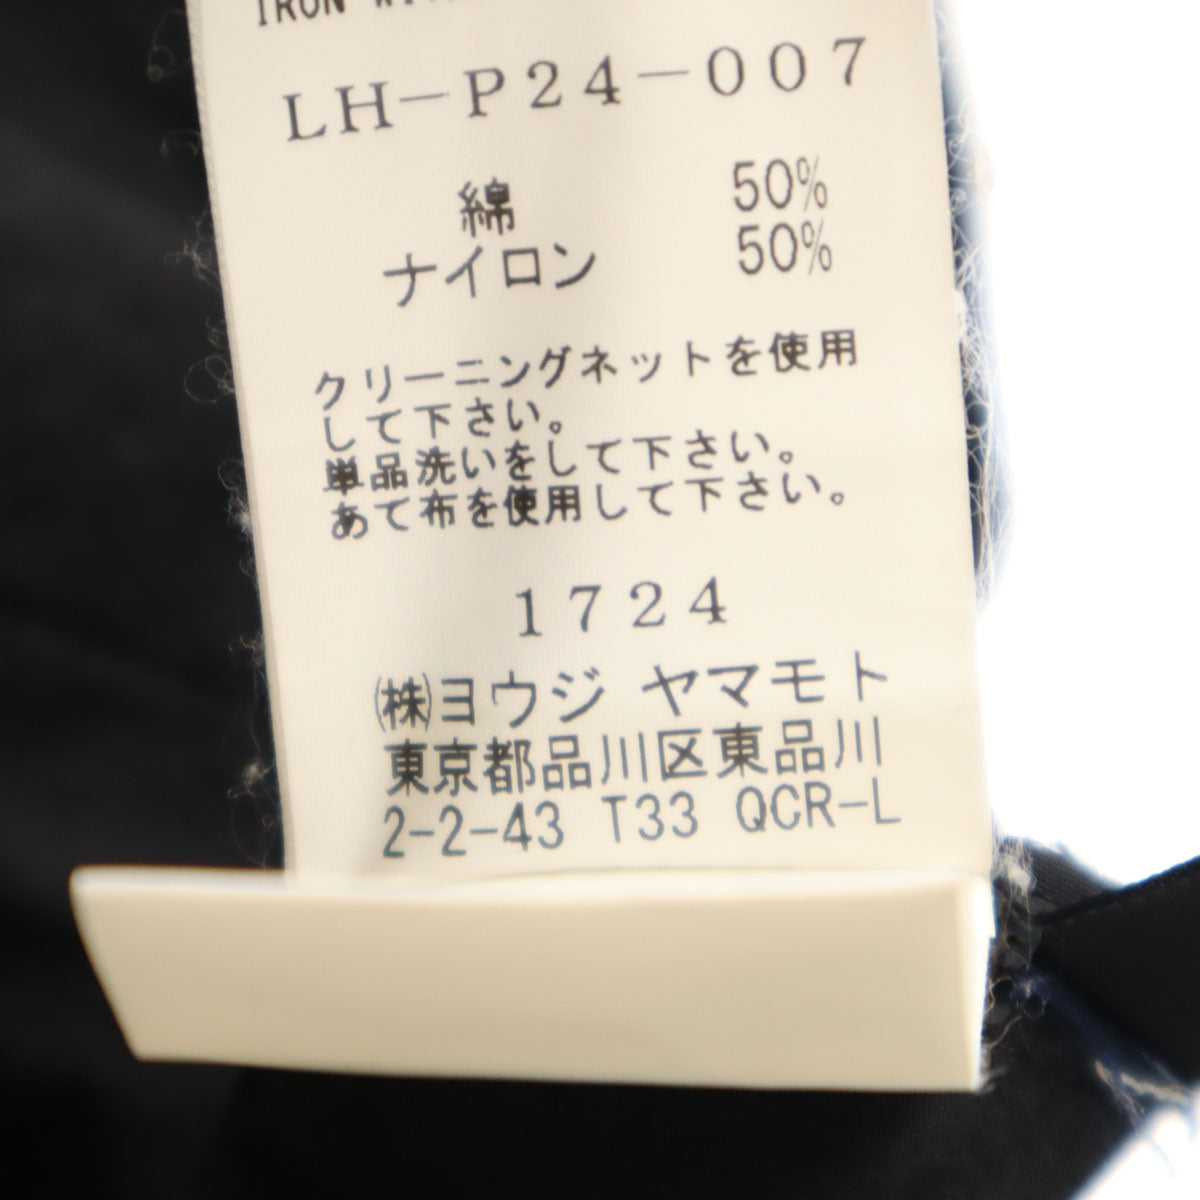 IRON
LH-P24-007
綿 50%
ナイロン 50%
クリーニングネットを使用
して下さい。
単品洗いをして下さい。
あて布を使用して下さい。
1724
(株)ヨウジ ヤマモト
東京都品川区東品川
2-2-43 T33 QCR-L